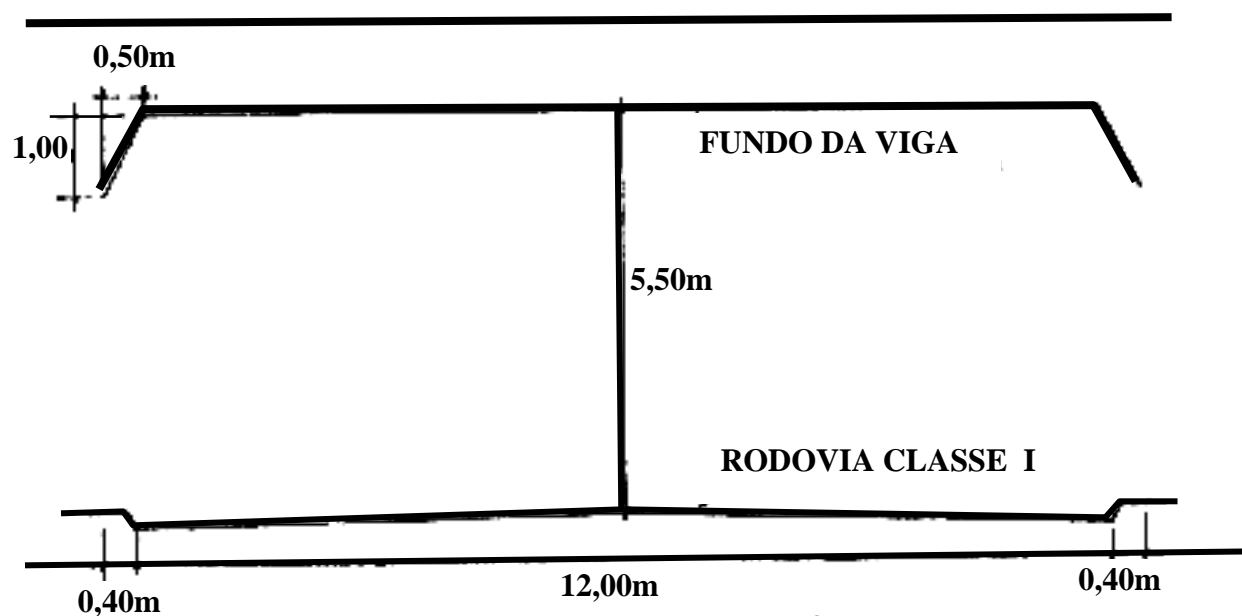 0,50m
1,00
FUNDO DA VIGA
5,50m
RODOVIA CLASSE I
0,40m
12,00m
0,40m